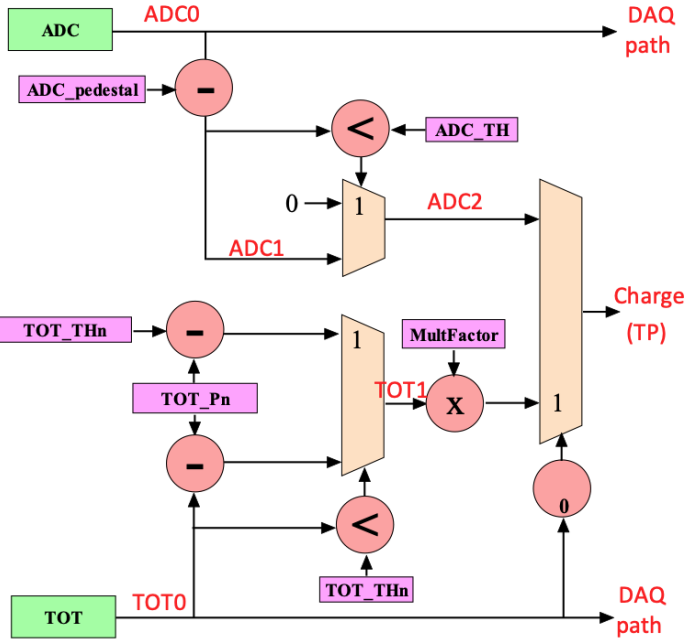 ADC
ADC0
DAQ
path
ADC_pedestal
-
<
ADC_TH
0
1
ADC2
ADC1
Charge
(TP)
TOT_THn
-
1
MultFactor
TOT_Pn
TOT1
X
1
-
<
0
TOT_THn
TOT
TOT0
DAQ
path